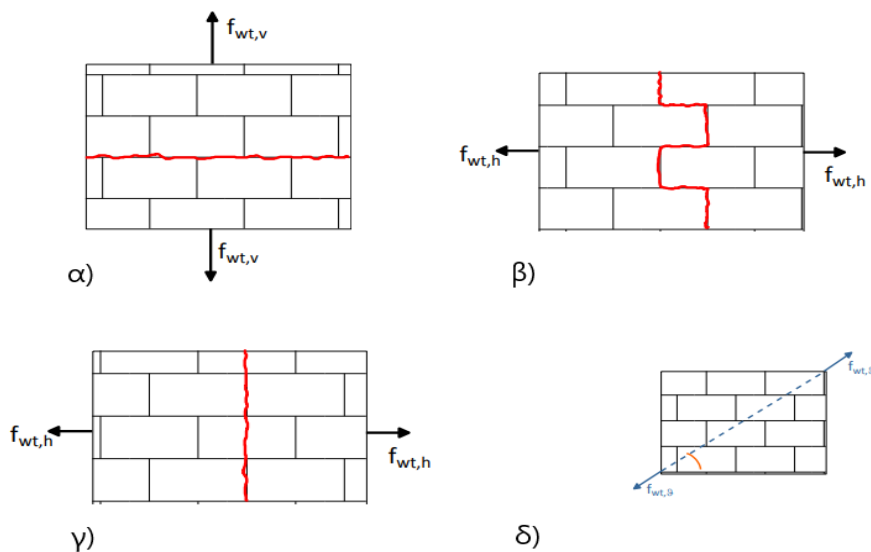 f_wt,v
f_wt,v
α)
f_wt,h
f_wt,h
β)
f_wt,h
f_wt,h
γ)
f_wt,θ
δ)